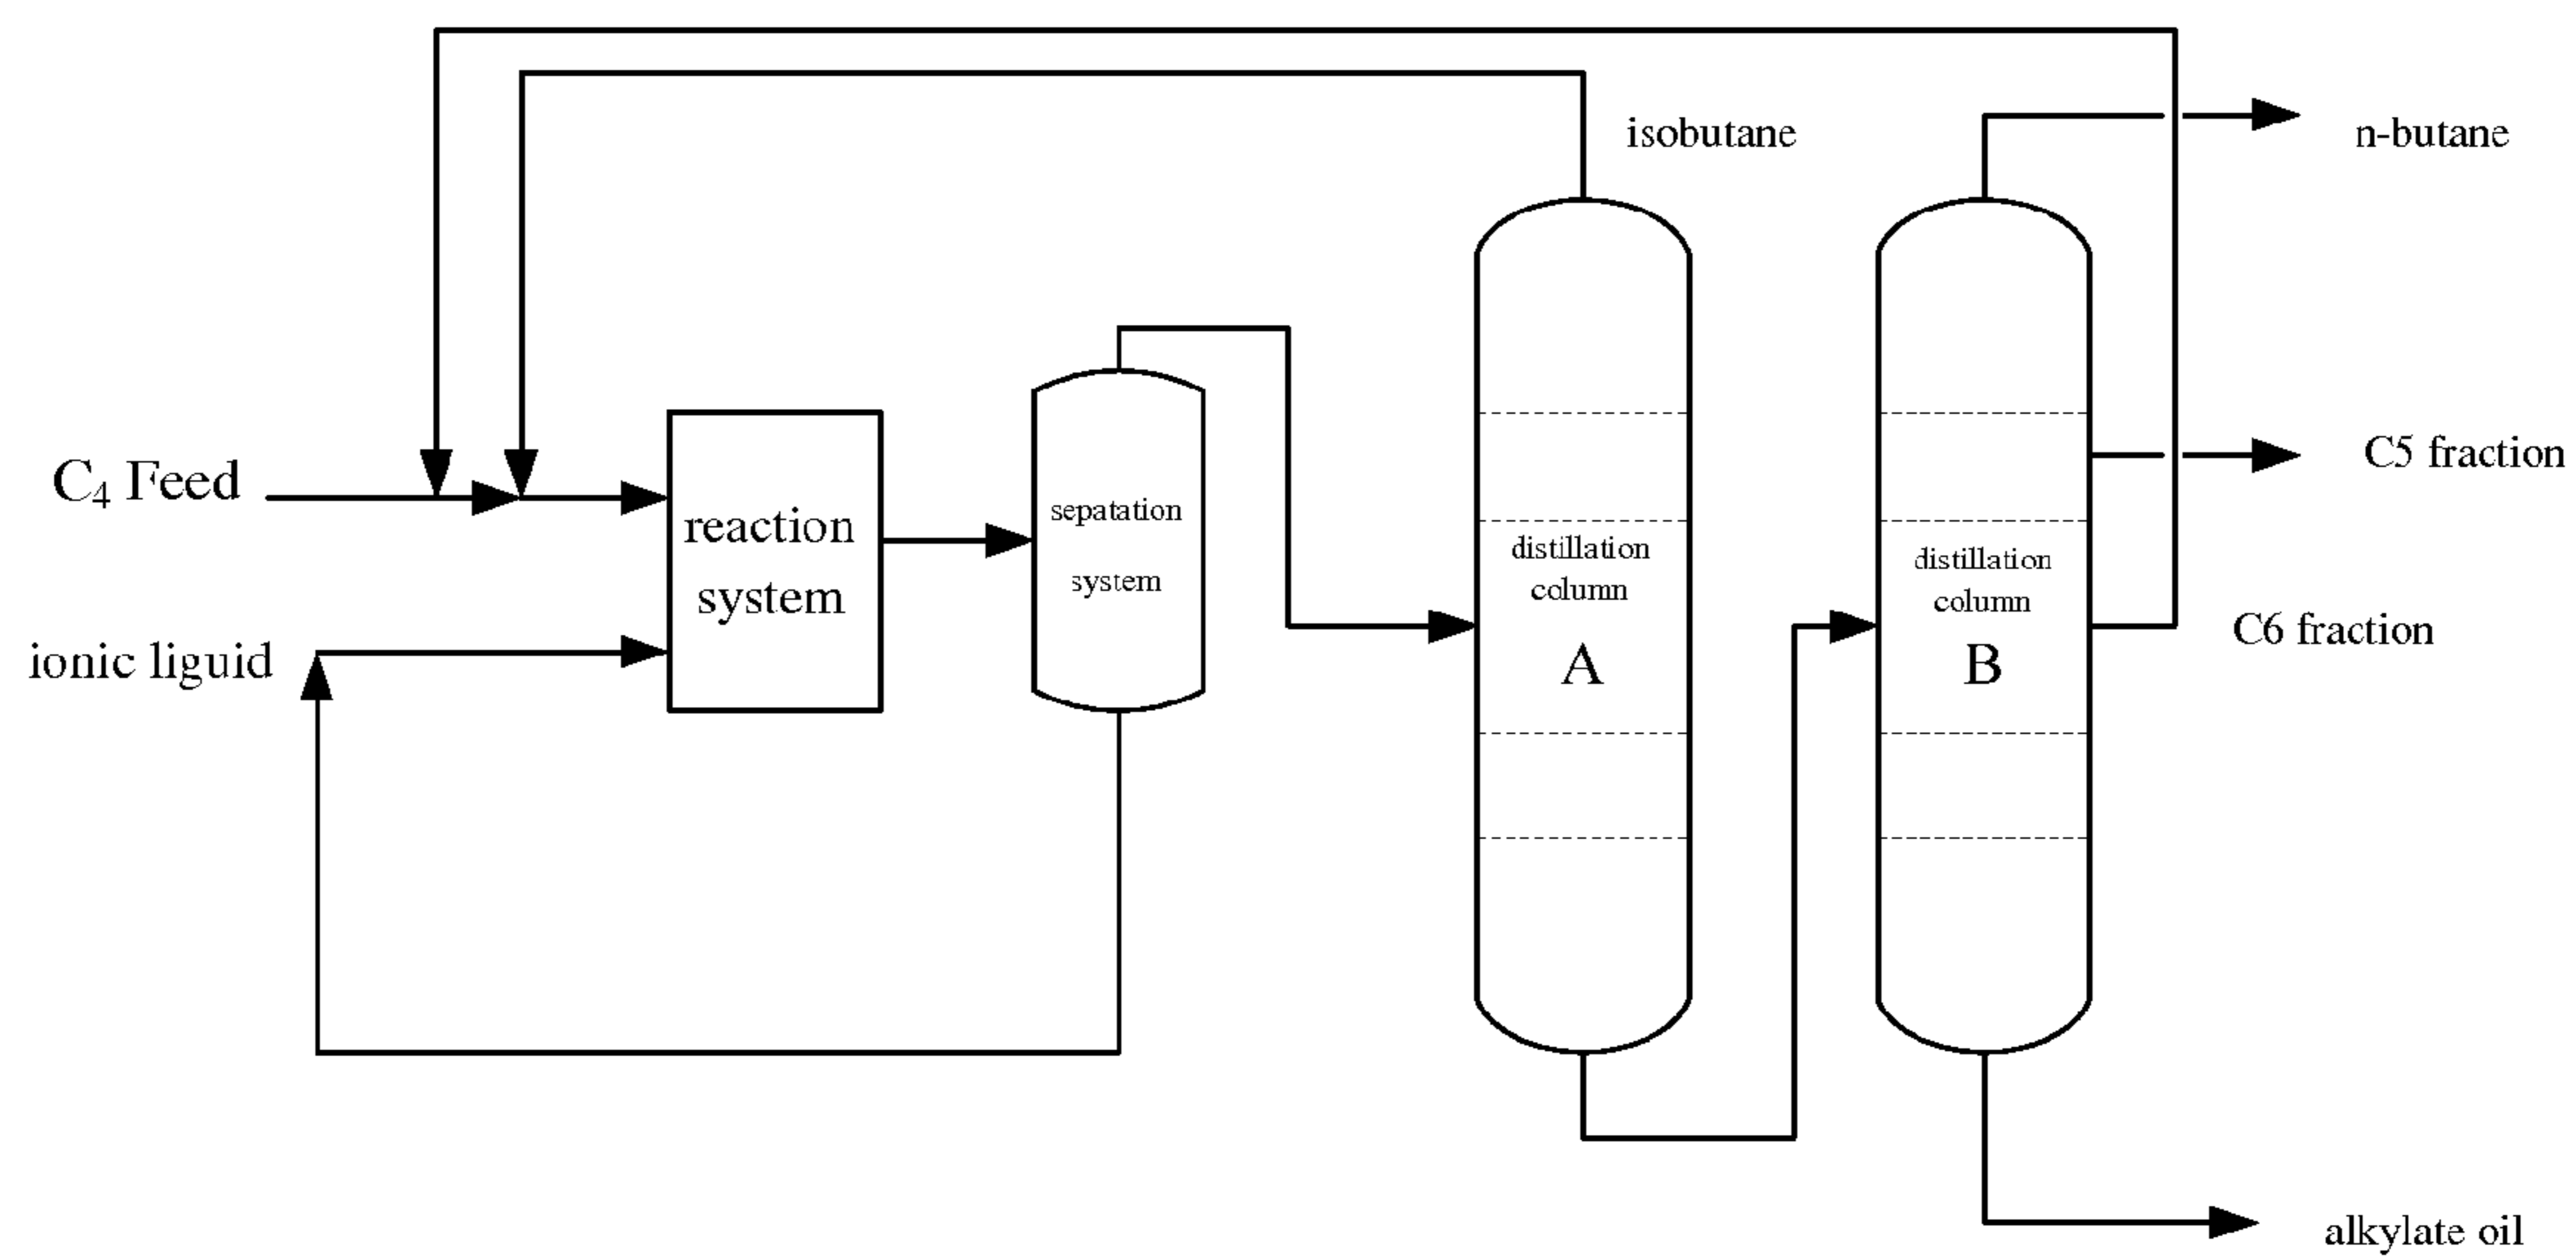 isobutane
n-butane
C₄ Feed
C5 fraction
reaction
system
sepatation
system
distillation
column
A
distillation
column
B
C6 fraction
ionic liguid
alkylate oil